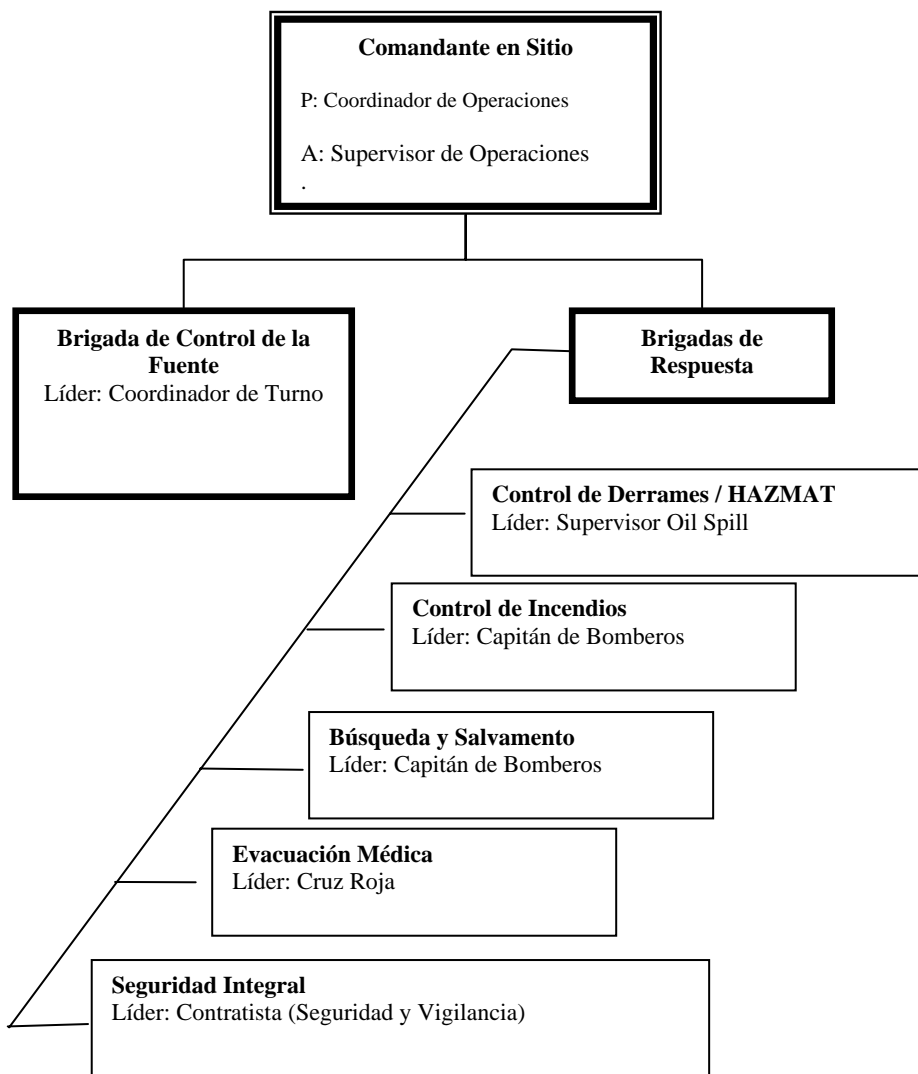 Comandante en Sitio
P: Coordinador de Operaciones
A: Supervisor de Operaciones
.
Brigada de Control de la
Fuente
Líder: Coordinador de Turno
Brigadas de
Respuesta
Control de Derrames / HAZMAT
Líder: Supervisor Oil Spill
Control de Incendios
Líder: Capitán de Bomberos
Búsqueda y Salvamento
Líder: Capitán de Bomberos
Evacuación Médica
Líder: Cruz Roja
Seguridad Integral
Líder: Contratista (Seguridad y Vigilancia)